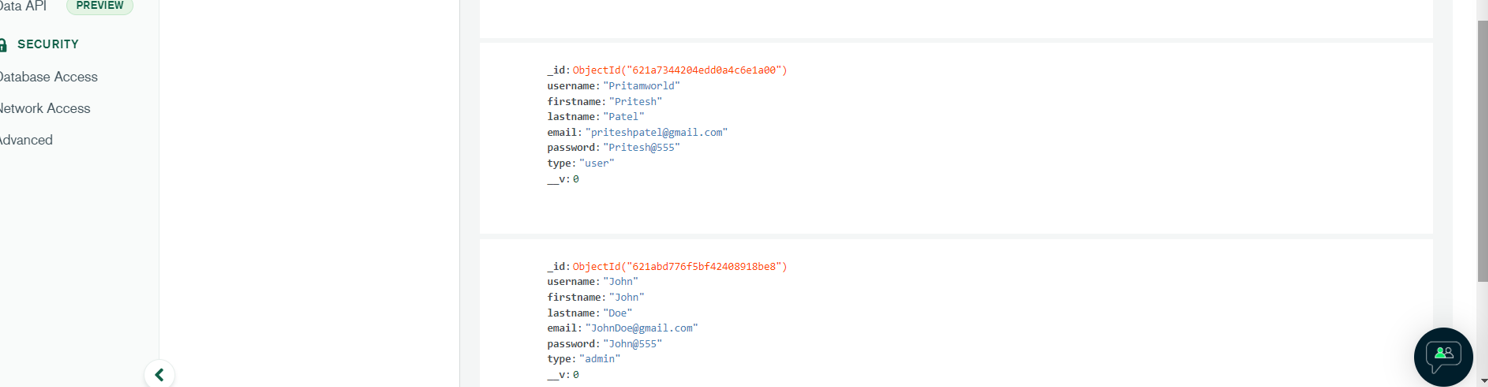 Data API PREVIEW
SECURITY
Database Access
Network Access
Advanced
_id: ObjectId("621a7344204edd0a4c6e1a00")
username: "Pritamworld"
firstname: "Pritesh"
lastname: "Patel"
email: "priteshpatel@gmail.com"
password: "Pritesh@555"
type: "user"
__v: 0
_id: ObjectId("621abd776f5bf42408918be8")
username: "John"
firstname: "John"
lastname: "Doe"
email: "JohnDoe@gmail.com"
password: "John@555"
type: "admin"
__v: 0